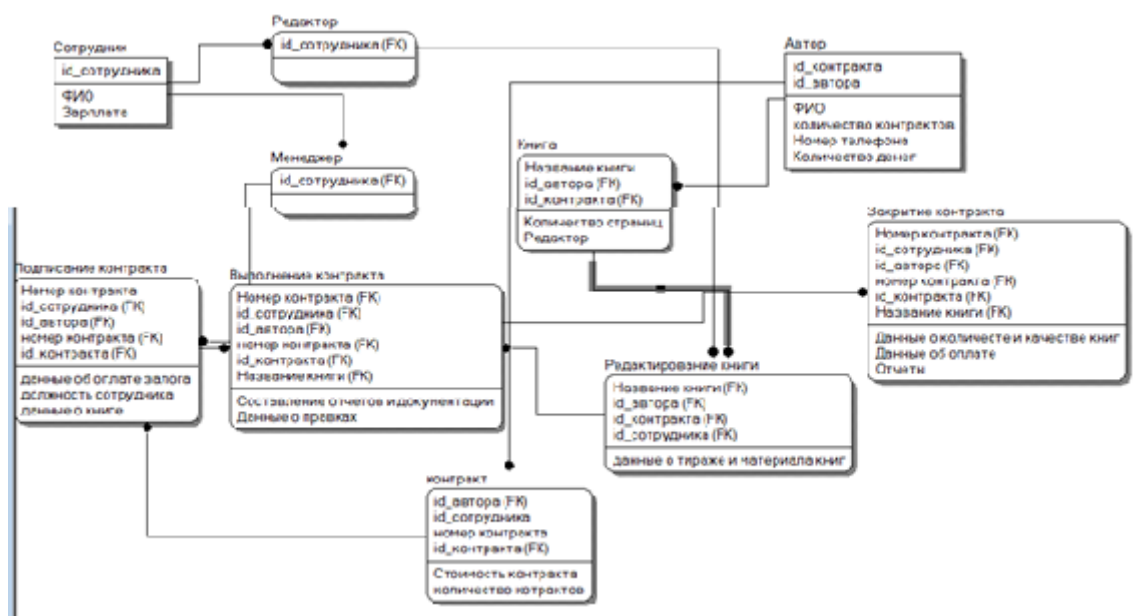 Редактор
id_сотрудника (FK)
Сотрудник
id_сотрудника
ФИО
Зарплата
Автор
id_контракта
id_автора
ФИО
количество контрактов
Номер телефона
Количество денег
Менеджер
id_сотрудника (FK)
Книга
Название книги
id_автора (FK)
id_контракта (FK)
Количество страниц
Редактор
Закрытие контракта
Номер контракта (FK)
id_сотрудника (FK)
id_автора (FK)
номер контракта (FK)
id_контракта (FK)
Название книги (FK)
Данные о количесте и качестве книг
Данные об оплате
Отчеты
Подписание контракта
Номер контракта
id_сотрудника (FK)
id_автора (FK)
номер контракта (FK)
id_контракта (FK)
данные об оплате залога
должность сотрудника
данные о книге
Выполнение контракта
Номер контракта (FK)
id_сотрудника (FK)
id_автора (FK)
номер контракта (FK)
id_контракта (FK)
Название книги (FK)
Составление отчетов и документации
Данные о правках
Редактирование книги
Название книги (FK)
id_автора (FK)
id_контракта (FK)
id_сотрудника (FK)
данные о тираже и материала книг
контракт
id_автора (FK)
id_сотрудника
номер контракта
id_контракта (FK)
Стоимость контракта
количество котрактов